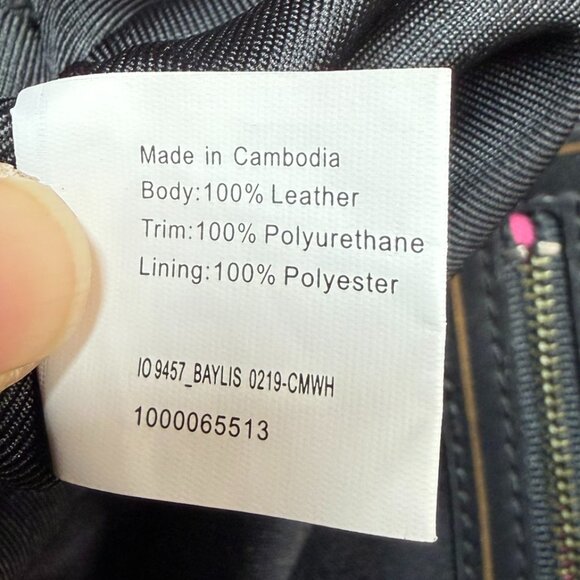 Made in Cambodia
Body:100% Leather
Trim:100% Polyurethane
Lining:100% Polyester
IO 9457_BAYLIS 0219-CMWH
1000065513